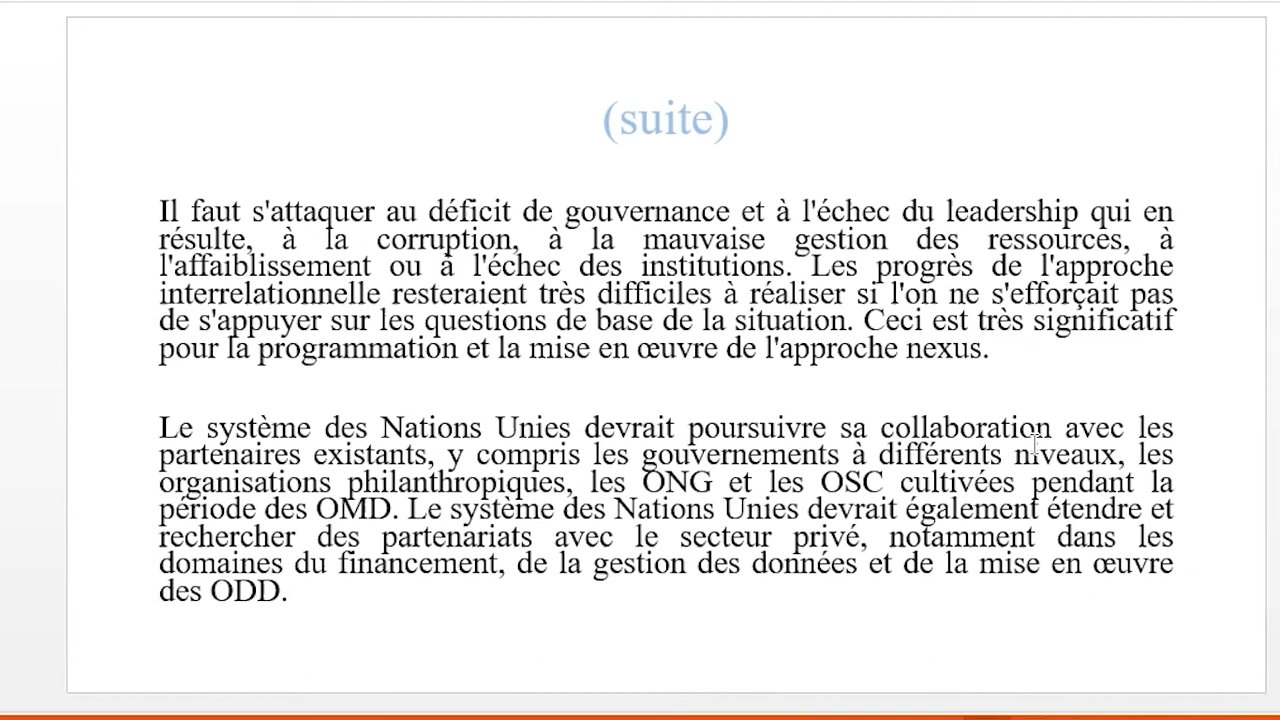 (suite)
Il faut s'attaquer au déficit de gouvernance et à l'échec du leadership qui en
résulte, à la corruption, à la mauvaise gestion des ressources, à
l'affaiblissement ou à l'échec des institutions. Les progrès de l'approche
interrelationnelle resteraient très difficiles à réaliser si l'on ne s'efforçait pas
de s'appuyer sur les questions de base de la situation. Ceci est très significatif
pour la programmation et la mise en œuvre de l'approche nexus.
Le système des Nations Unies devrait poursuivre sa collaboration avec les
partenaires existants, y compris les gouvernements à différents niveaux, les
organisations philanthropiques, les ONG et les OSC cultivées pendant la
période des OMD. Le système des Nations Unies devrait également étendre et
rechercher des partenariats avec le secteur privé, notamment dans les
domaines du financement, de la gestion des données et de la mise en œuvre
des ODD.